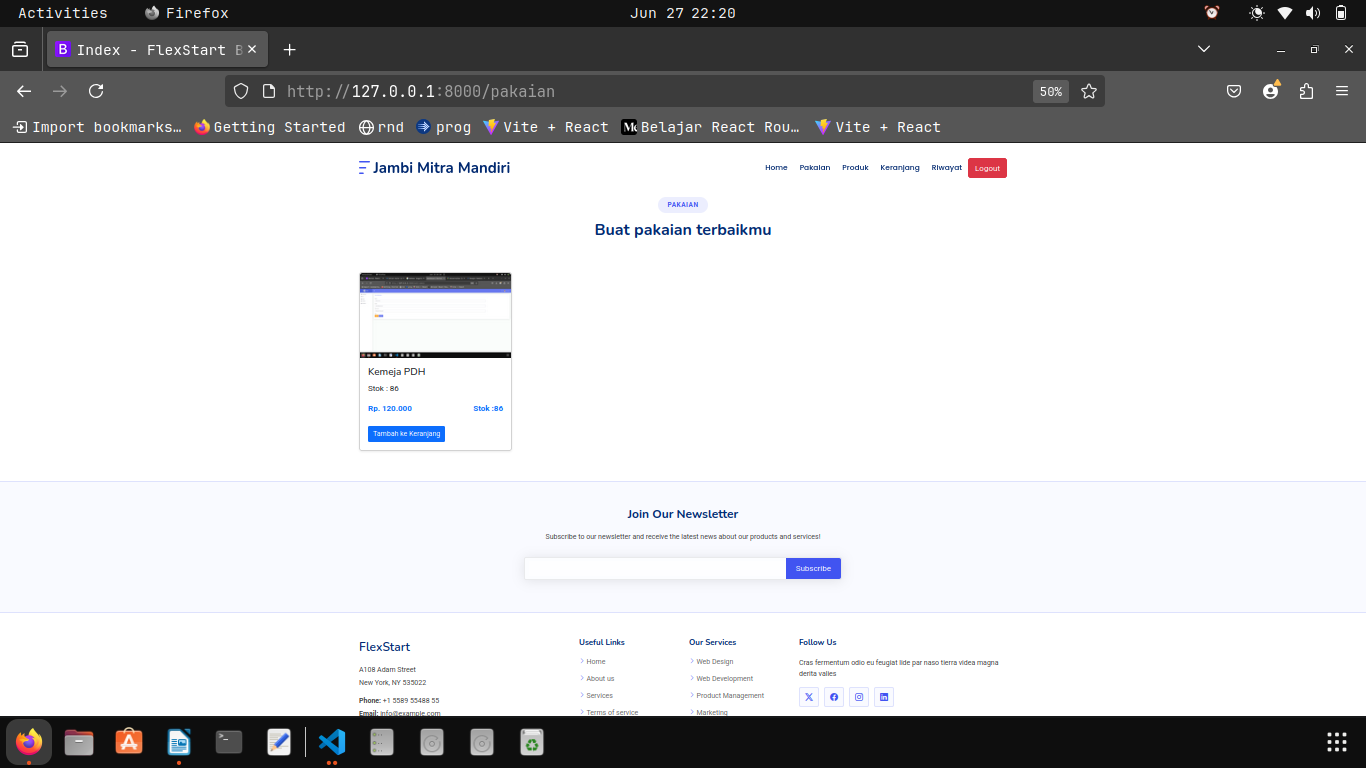 Activities
Firefox
Jun 27 22:20
Index - FlexStart B
http://127.0.0.1:8000/pakaian
50%
Import bookmarks…
Getting Started
rnd
prog
Vite + React
Belajar React Rou…
Vite + React
Jambi Mitra Mandiri
Home
Pakaian
Produk
Keranjang
Riwayat
Logout
PAKAIAN
Buat pakaian terbaikmu
Kemeja PDH
Stok : 86
Rp. 120.000
Stok :86
Tambah ke Keranjang
Join Our Newsletter
Subscribe to our newsletter and receive the latest news about our products and services!
Subscribe
FlexStart
A108 Adam Street
New York, NY 535022
Phone: +1 5589 55488 55
Email: info@example.com
Useful Links
Home
About us
Services
Terms of service
Our Services
Web Design
Web Development
Product Management
Marketing
Follow Us
Cras fermentum odio eu feugiat lide par naso tierra videa magna
derita valies